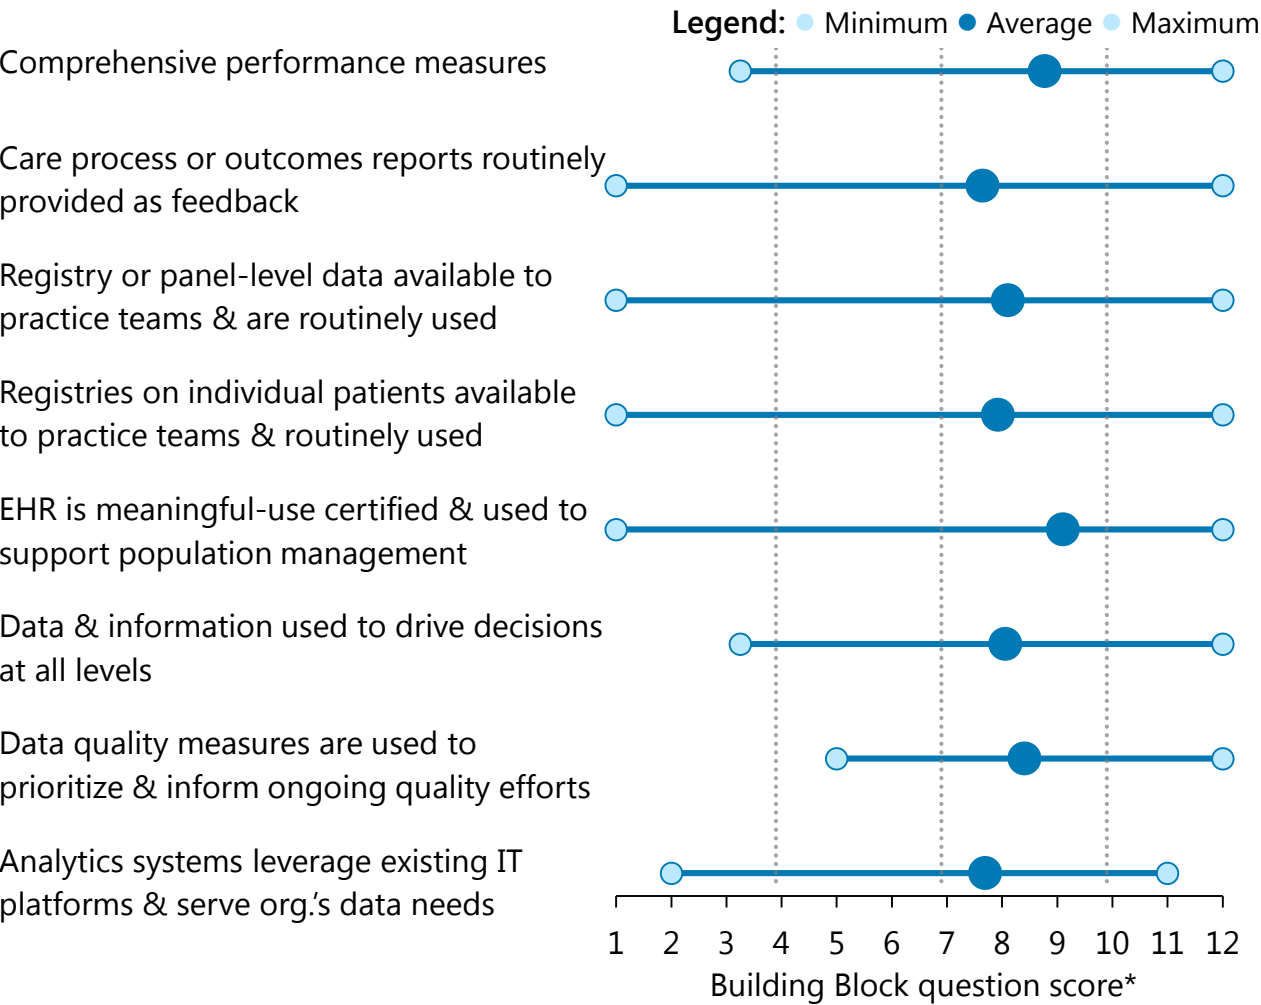 Legend: Minimum Average Maximum
Comprehensive performance measures
Care process or outcomes reports routinely
provided as feedback
Registry or panel-level data available to
practice teams & are routinely used
Registries on individual patients available
to practice teams & routinely used
EHR is meaningful-use certified & used to
support population management
Data & information used to drive decisions
at all levels
Data quality measures are used to
prioritize & inform ongoing quality efforts
Analytics systems leverage existing IT
platforms & serve org.'s data needs
1 2 3 4 5 6 7 8 9 10 11 12
Building Block question score*